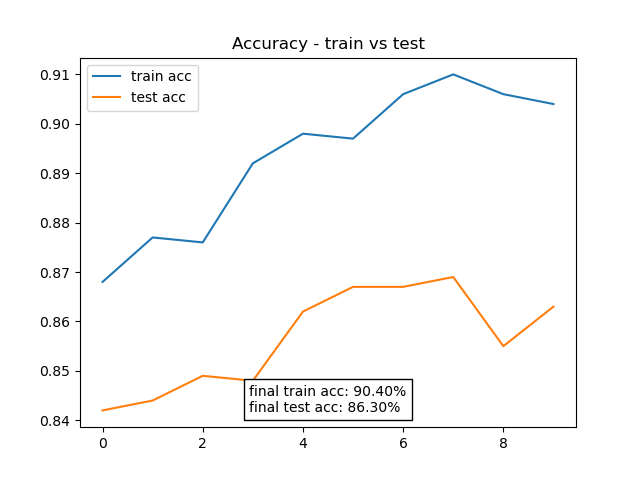 Accuracy - train vs test
train acc
test acc
0.91
0.90
0.89
0.88
0.87
0.86
0.85
0.84
final train acc: 90.40%
final test acc: 86.30%
0 2 4 6 8